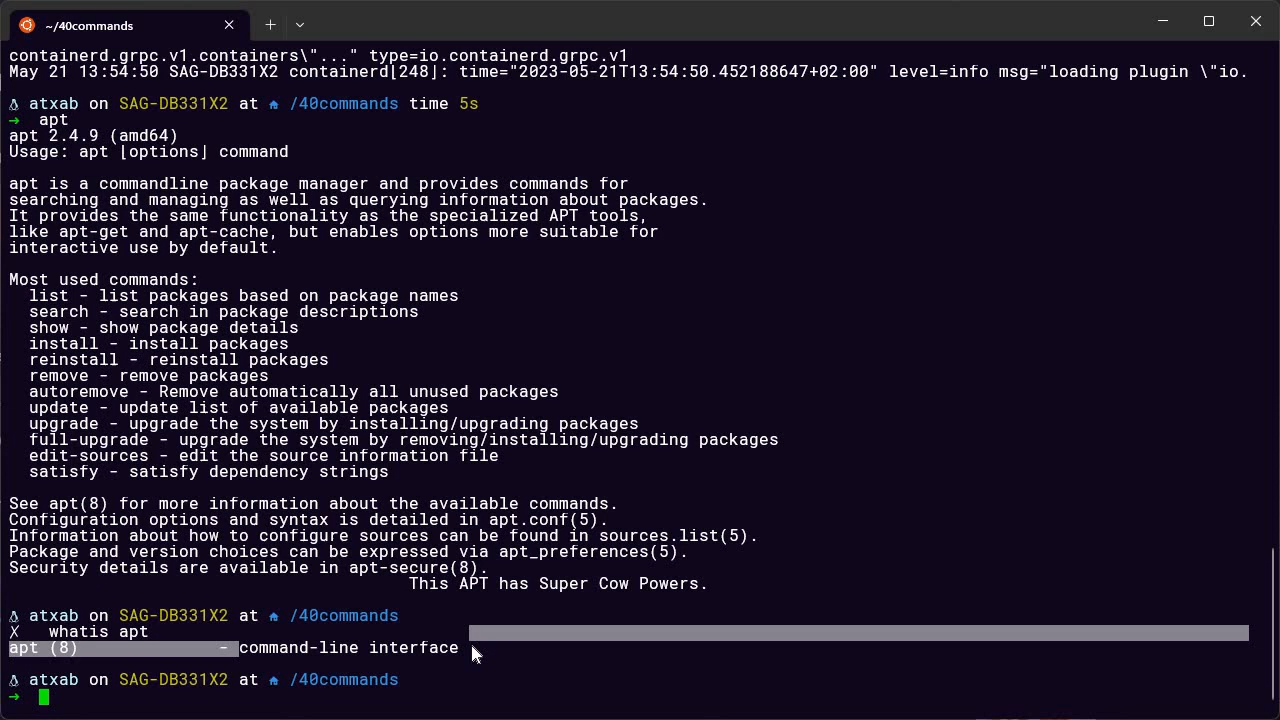 ~/40commands
containerd.grpc.v1.containers\"..." type=io.containerd.grpc.v1
May 21 13:54:50 SAG-DB331X2 containerd[248]: time="2023-05-21T13:54:50.452188647+02:00" level=info msg="loading plugin \"io.
atxab on SAG-DB331X2 at /40commands time 5s
→ apt
apt 2.4.9 (amd64)
Usage: apt [options] command
apt is a commandline package manager and provides commands for
searching and managing as well as querying information about packages.
It provides the same functionality as the specialized APT tools,
like apt-get and apt-cache, but enables options more suitable for
interactive use by default.
Most used commands:
list - list packages based on package names
search - search in package descriptions
show - show package details
install - install packages
reinstall - reinstall packages
remove - remove packages
autoremove - Remove automatically all unused packages
update - update list of available packages
upgrade - upgrade the system by installing/upgrading packages
full-upgrade - upgrade the system by removing/installing/upgrading packages
edit-sources - edit the source information file
satisfy - satisfy dependency strings
See apt(8) for more information about the available commands.
Configuration options and syntax is detailed in apt.conf(5).
Information about how to configure sources can be found in sources.list(5).
Package and version choices can be expressed via apt_preferences(5).
Security details are available in apt-secure(8).
This APT has Super Cow Powers.
atxab on SAG-DB331X2 at /40commands
X whatis apt
apt (8) - command-line interface
atxab on SAG-DB331X2 at /40commands
→